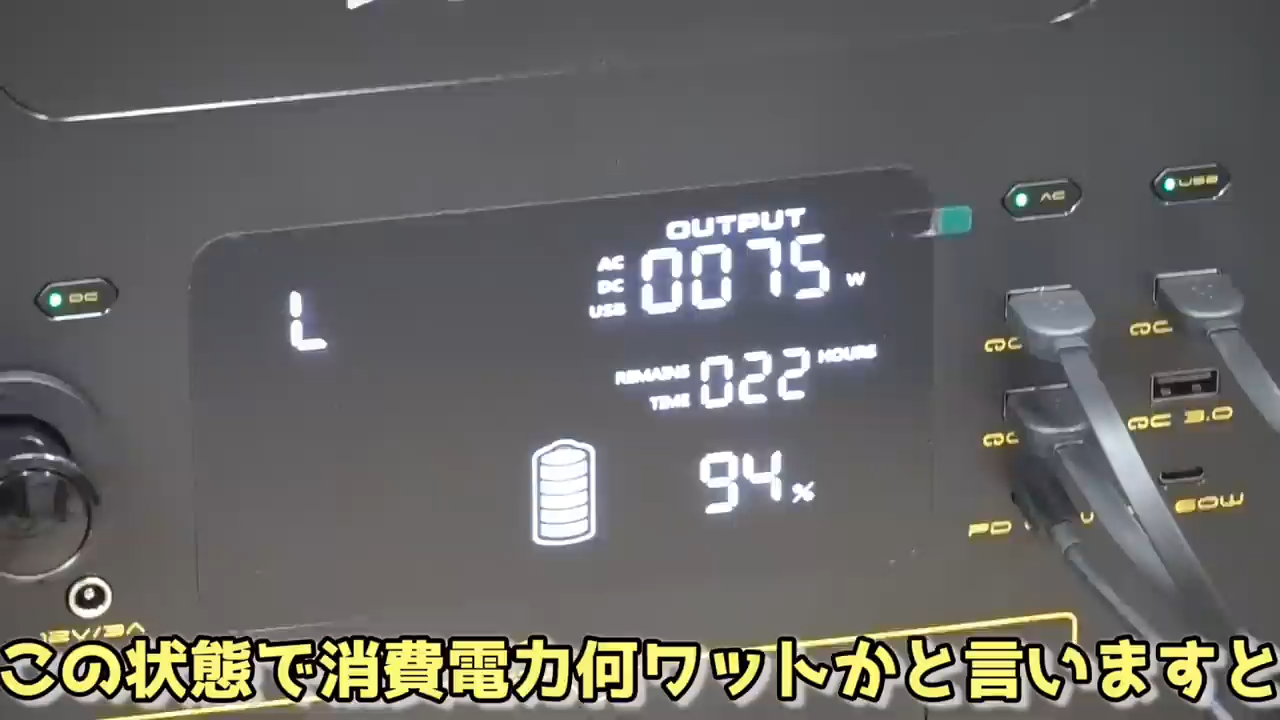 OUTPUT
AC
DC
USB
0075 W
REMAINS TIME 022 HOURS
94 %
L
DC
AC
USB
QC
QC
QC
QC 3.0
PD
60W
12V/3A
この状態で消費電力何ワットかと言いますと